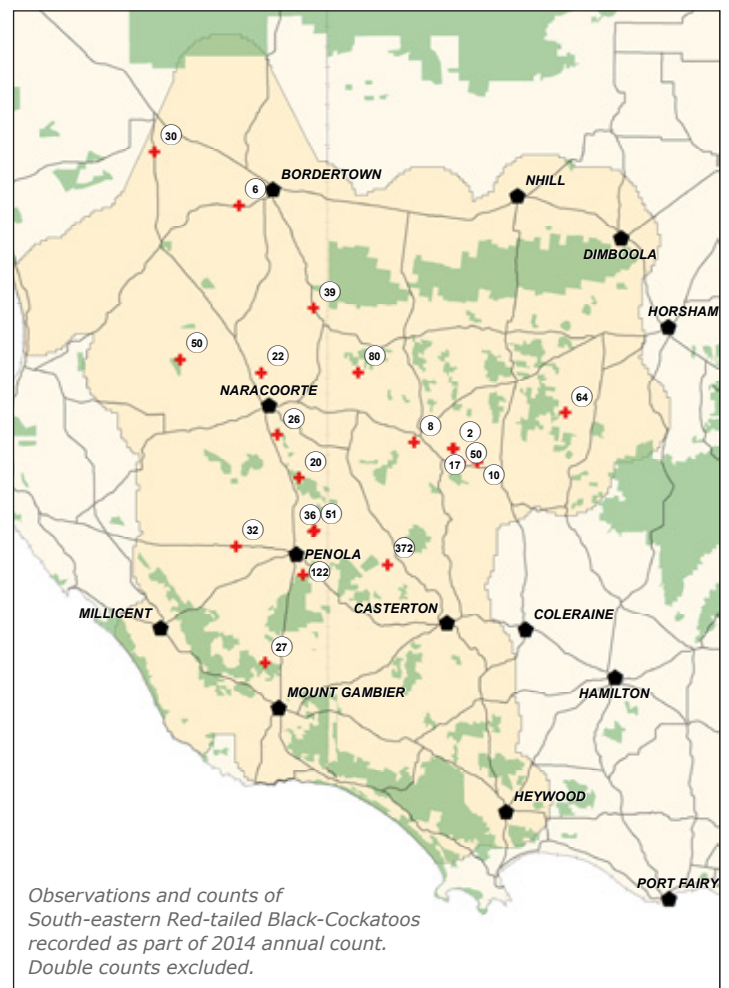 30
6
BORDERTOWN
NHILL
DIMBOOLA
39
HORSHAM
50
22
80
NARACOORTE
64
26
8
2
50
17
10
20
36
51
32
372
PENOLA
122
MILLICENT
CASTERTON
COLERAINE
27
HAMILTON
MOUNT GAMBIER
HEYWOOD
PORT FAIRY
Observations and counts of
South-eastern Red-tailed Black-Cockatoos
recorded as part of 2014 annual count.
Double counts excluded.